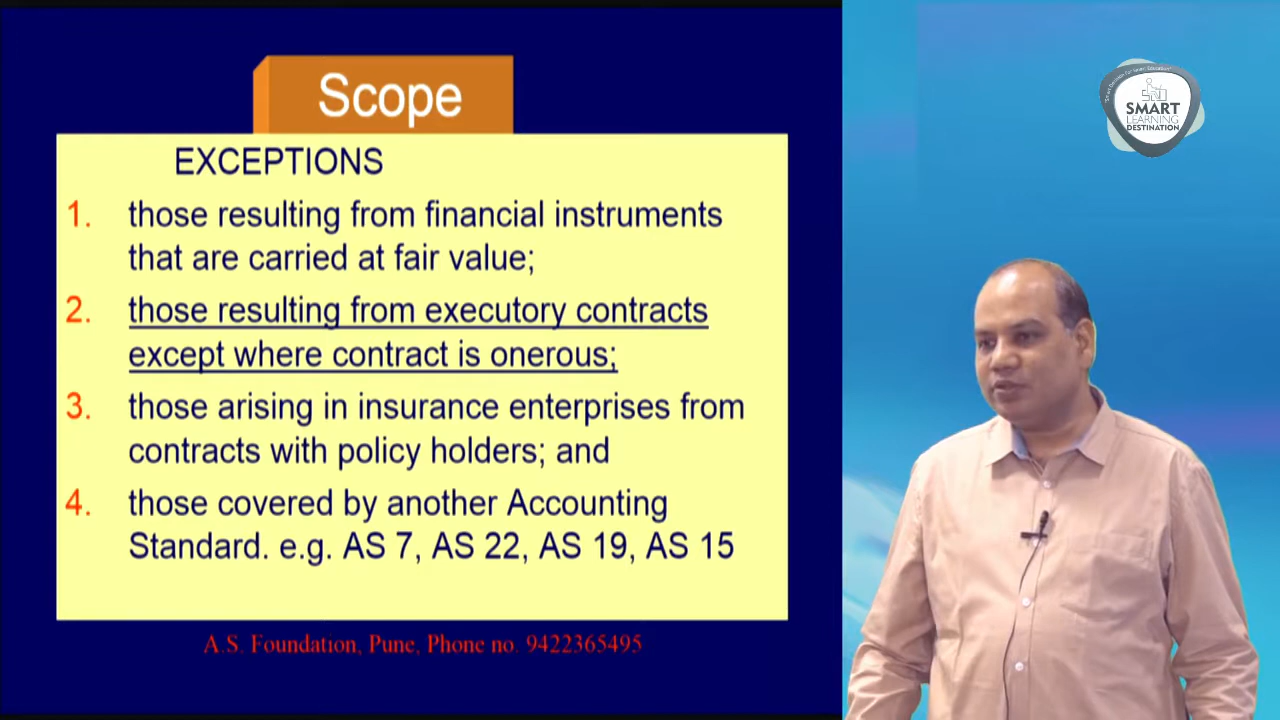 Scope
EXCEPTIONS
1. those resulting from financial instruments
that are carried at fair value;
2. those resulting from executory contracts
except where contract is onerous;
3. those arising in insurance enterprises from
contracts with policy holders; and
4. those covered by another Accounting
Standard. e.g. AS 7, AS 22, AS 19, AS 15
A.S. Foundation, Pune, Phone no. 9422365495
SMART
LEARNING
DESTINATION